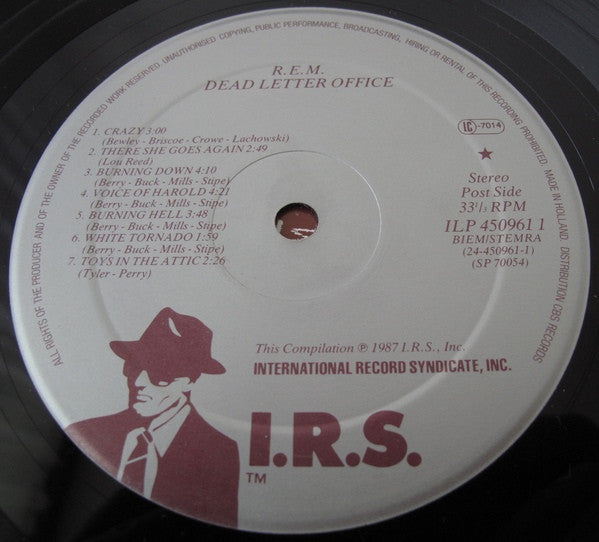 ALL RIGHTS OF THE PRODUCER AND OF THE OWNER OF THE RECORDED WORK RESERVED. UNAUTHORISED COPYING, PUBLIC PERFORMANCE, BROADCASTING, HIRING OR RENTAL OF THIS RECORDING PROHIBITED. MADE IN HOLLAND. DISTRIBUTION CBS RECORDS
R.E.M.
DEAD LETTER OFFICE
1. CRAZY 3:00
(Bewley - Briscoe - Crowe - Lachowski)
2. THERE SHE GOES AGAIN 2:49
(Lou Reed)
3. BURNING DOWN 4:10
(Berry - Buck - Mills - Stipe)
4. VOICE OF HAROLD 4:21
(Berry - Buck - Mills - Stipe)
5. BURNING HELL 3:48
(Berry - Buck - Mills - Stipe)
6. WHITE TORNADO 1:59
(Berry - Buck - Mills - Stipe)
7. TOYS IN THE ATTIC 2:26
(Tyler - Perry)
LC -7014
Stereo
Post Side
33 1/3 RPM
ILP 450961 1
BIEM/STEMRA
(24-450961-1)
(SP 70054)
This Compilation ℗ 1987 I.R.S., Inc.
INTERNATIONAL RECORD SYNDICATE, INC.
I.R.S.
TM